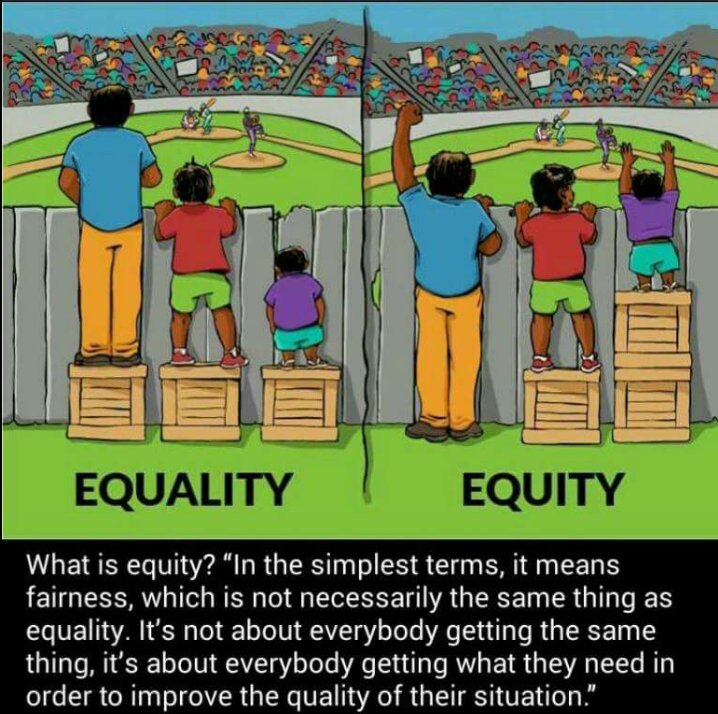 EQUALITY
EQUITY
What is equity? “In the simplest terms, it means
fairness, which is not necessarily the same thing as
equality. It’s not about everybody getting the same
thing, it’s about everybody getting what they need in
order to improve the quality of their situation.”